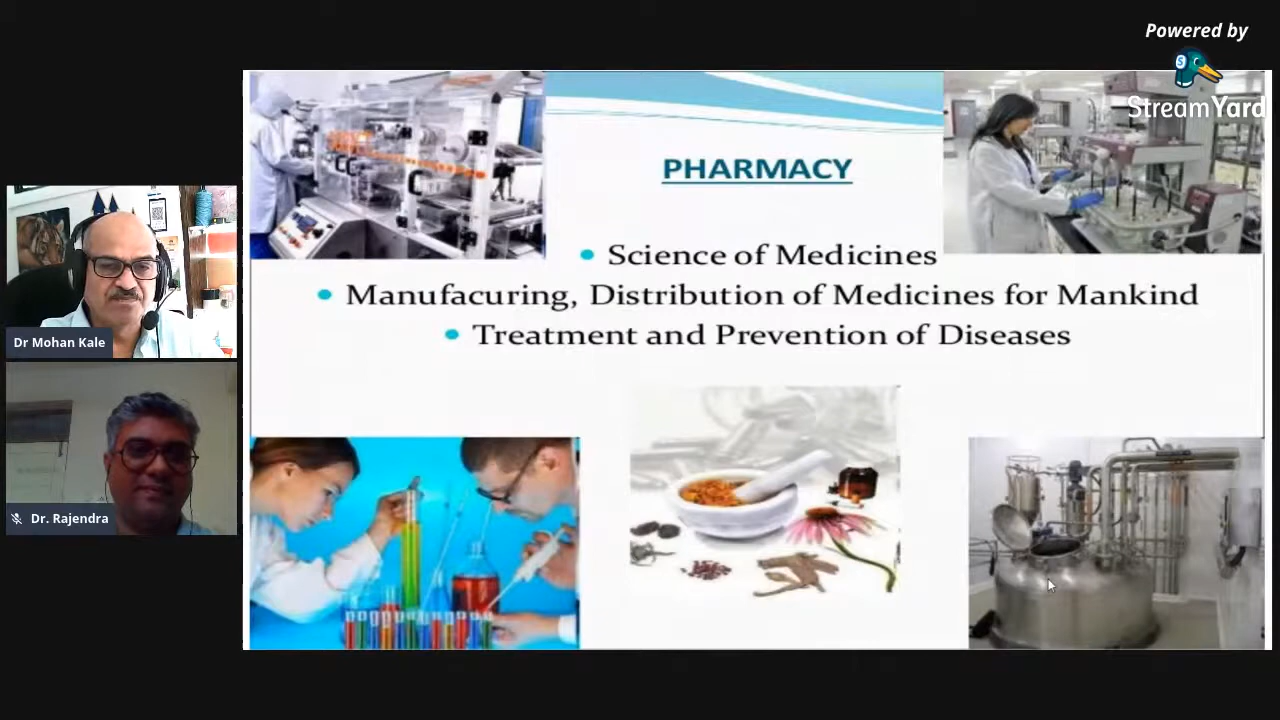 Powered by
StreamYard
PHARMACY
Science of Medicines
Manufacuring, Distribution of Medicines for Mankind
Treatment and Prevention of Diseases
Dr Mohan Kale
Dr. Rajendra